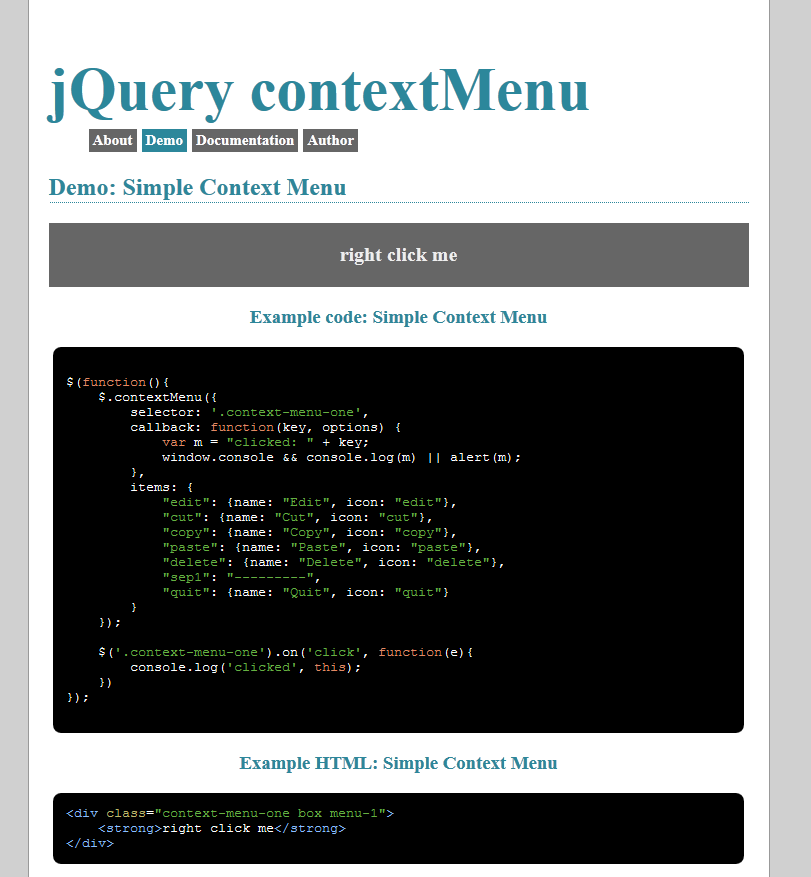 jQuery contextMenu
About Demo Documentation Author
Demo: Simple Context Menu
right click me
Example code: Simple Context Menu
$(function(){
    $.contextMenu({
        selector: '.context-menu-one',
        callback: function(key, options) {
            var m = "clicked: " + key;
            window.console && console.log(m) || alert(m);
        },
        items: {
            "edit": {name: "Edit", icon: "edit"},
            "cut": {name: "Cut", icon: "cut"},
            "copy": {name: "Copy", icon: "copy"},
            "paste": {name: "Paste", icon: "paste"},
            "delete": {name: "Delete", icon: "delete"},
            "sep1": "---------",
            "quit": {name: "Quit", icon: "quit"}
        }
    });
    $('.context-menu-one').on('click', function(e){
        console.log('clicked', this);
    })
});
Example HTML: Simple Context Menu
<div class="context-menu-one box menu-1">
    <strong>right click me</strong>
</div>